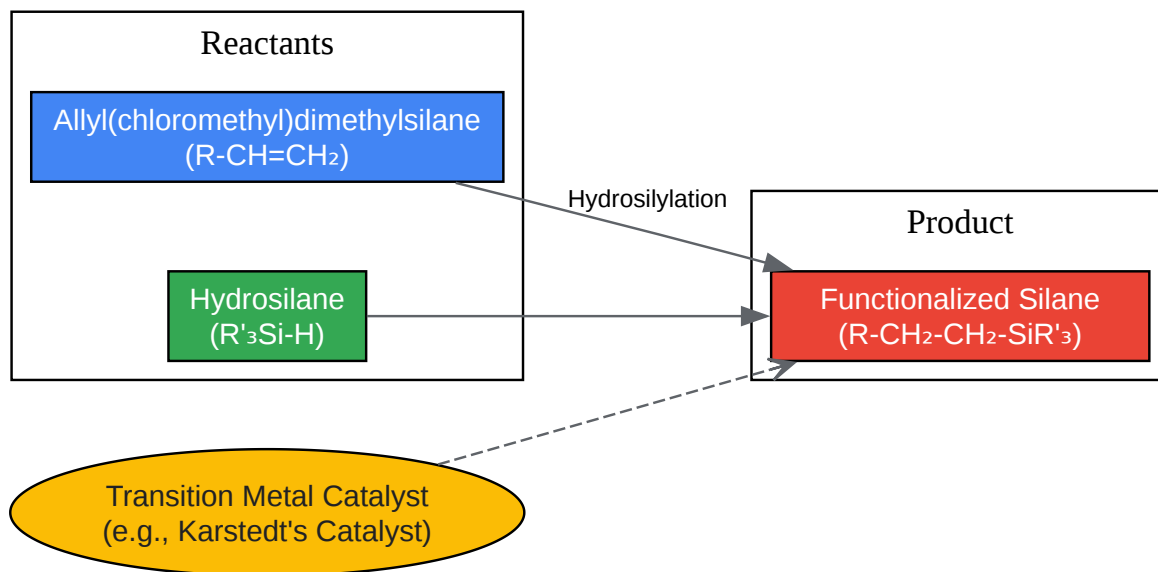 Reactants
Allyl(chloromethyl)dimethylsilane
(R-CH=CH₂)
Hydrosilylation
Product
Hydrosilane
(R'₃Si-H)
Functionalized Silane
(R-CH₂-CH₂-SiR'₃)
Transition Metal Catalyst
(e.g., Karstedt's Catalyst)